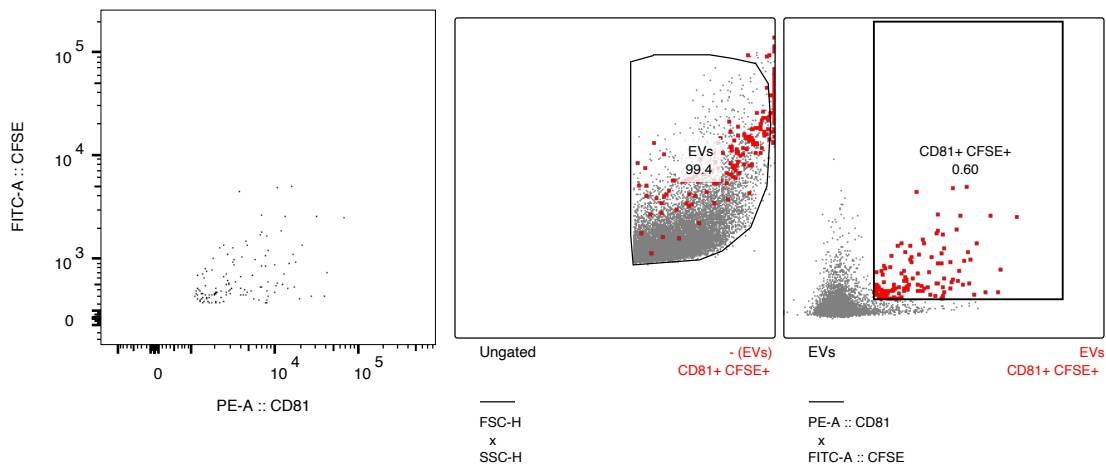 10 5
10 4
10 3
0
FITC-A :: CFSE
0
10 4
10 5
PE-A :: CD81
EVs
99.4
Ungated
- (EVs)
CD81+ CFSE+
FSC-H
x
SSC-H
CD81+ CFSE+
0.60
EVs
EVs
CD81+ CFSE+
PE-A :: CD81
x
FITC-A :: CFSE